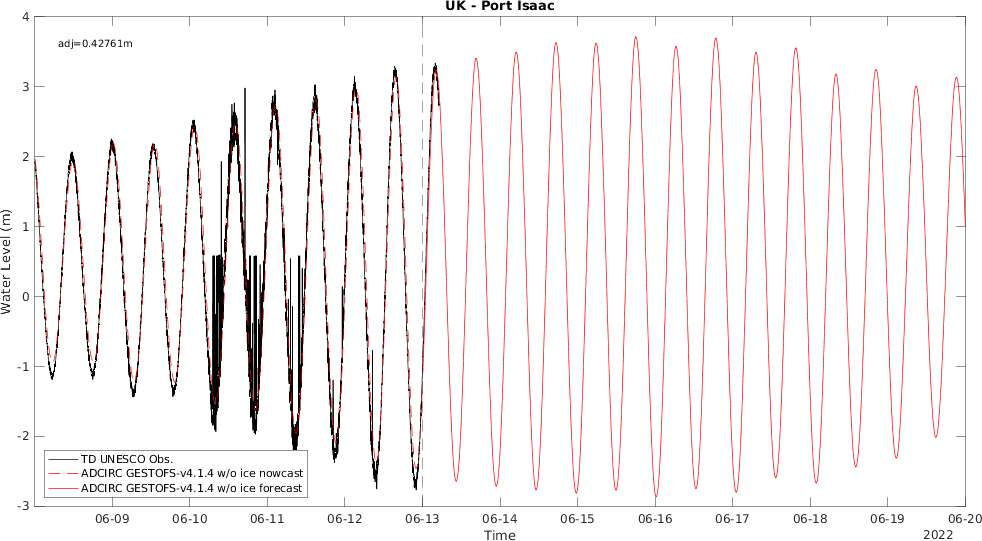 UK - Port Isaac
adj=0.42761m
Water Level (m)
4
3
2
1
0
-1
-2
-3
TD UNESCO Obs.
ADCIRC GESTOFS-v4.1.4 w/o ice nowcast
ADCIRC GESTOFS-v4.1.4 w/o ice forecast
06-09 06-10 06-11 06-12 06-13 06-14 06-15 06-16 06-17 06-18 06-19 06-20
Time
2022